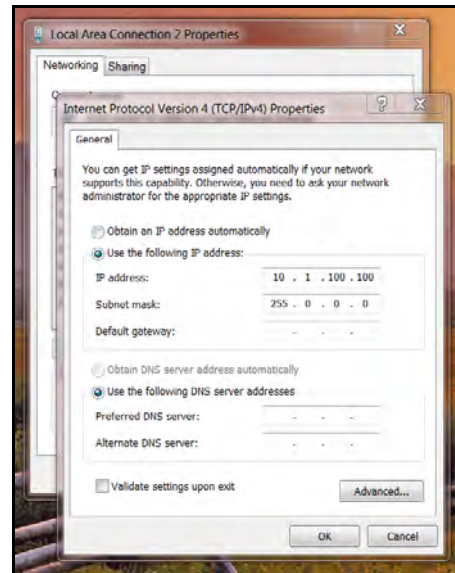 Local Area Connection 2 Properties
Networking Sharing
Internet Protocol Version 4 (TCP/IPv4) Properties
General
You can get IP settings assigned automatically if your network
supports this capability. Otherwise, you need to ask your network
administrator for the appropriate IP settings.
Obtain an IP address automatically
Use the following IP address:
IP address: 10 . 1 . 100 . 100
Subnet mask: 255 . 0 . 0 . 0
Default gateway: . . .
Obtain DNS server address automatically
Use the following DNS server addresses
Preferred DNS server: . . .
Alternate DNS server: . . .
Validate settings upon exit
Advanced...
OK Cancel